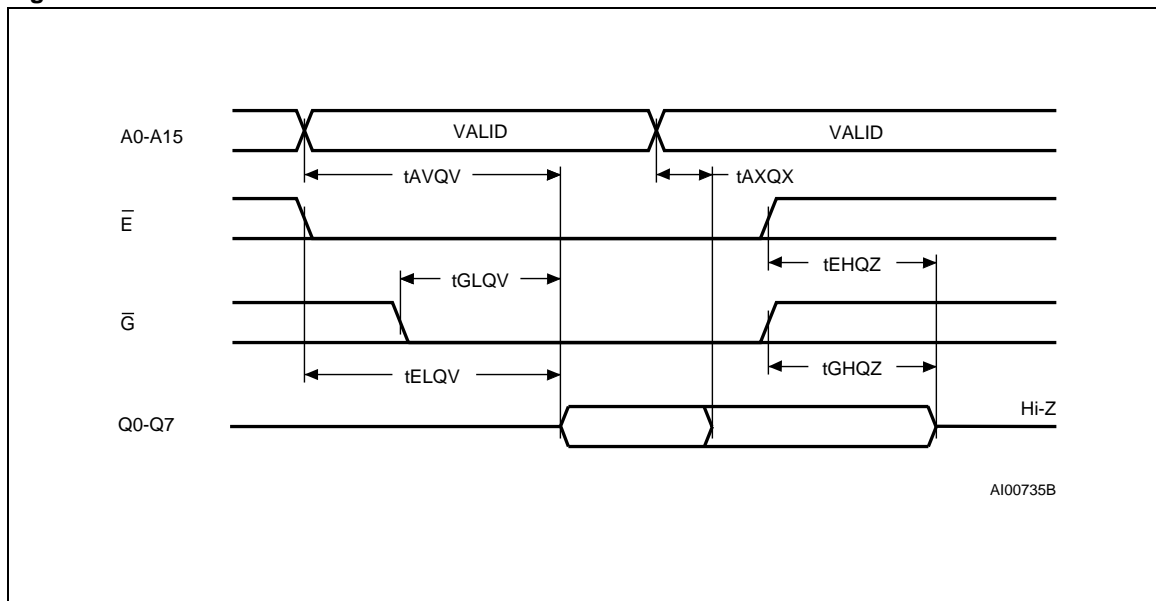 A0-A15
VALID
VALID
tAVQV
tAXQX
E̅
tEHQZ
tGLQV
G̅
tGHQZ
tELQV
Hi-Z
Q0-Q7
AI00735B